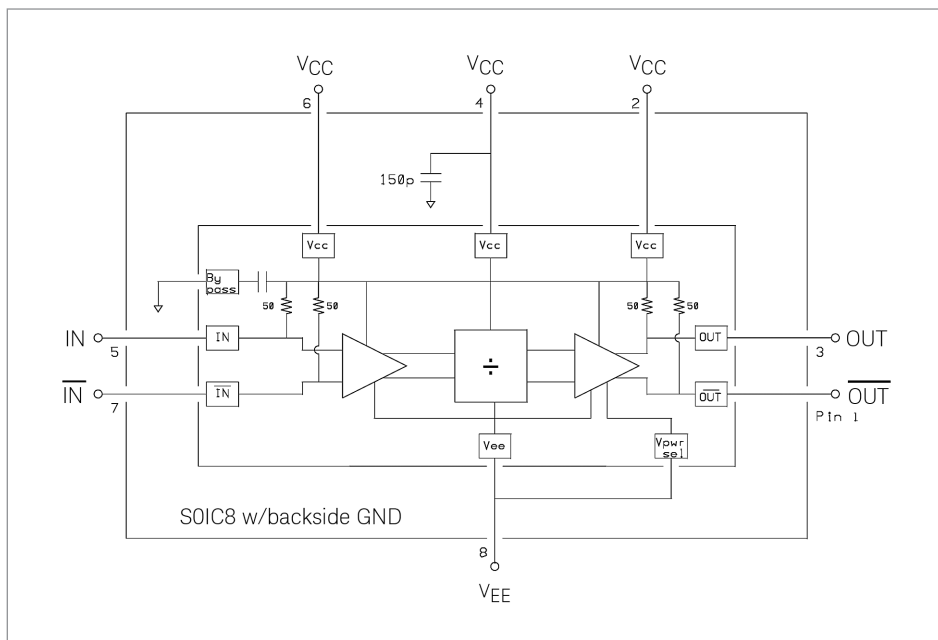 VCC VCC VCC
6 4 2
150p
Vcc Vcc Vcc
By
pass
50 50 50 50
IN IN OUT OUT
5 3
÷
IN IN OUT OUT
7 Pin 1
Vee Vpwr
sel
SOIC8 w/backside GND
8
VEE